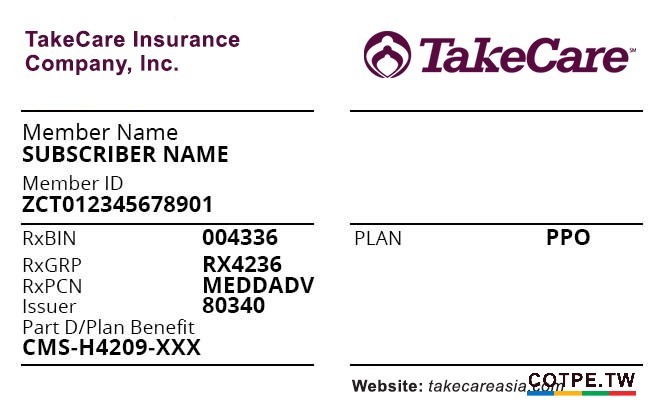 TakeCare Insurance
Company, Inc.
TakeCare℠
Member Name
SUBSCRIBER NAME
Member ID
ZCT012345678901
RxBIN 004336
RxGRP RX4236
RxPCN MEDDADV
Issuer 80340
Part D/Plan Benefit
CMS-H4209-XXX
PLAN PPO
Website: takecareasia.com
COTPE.TW